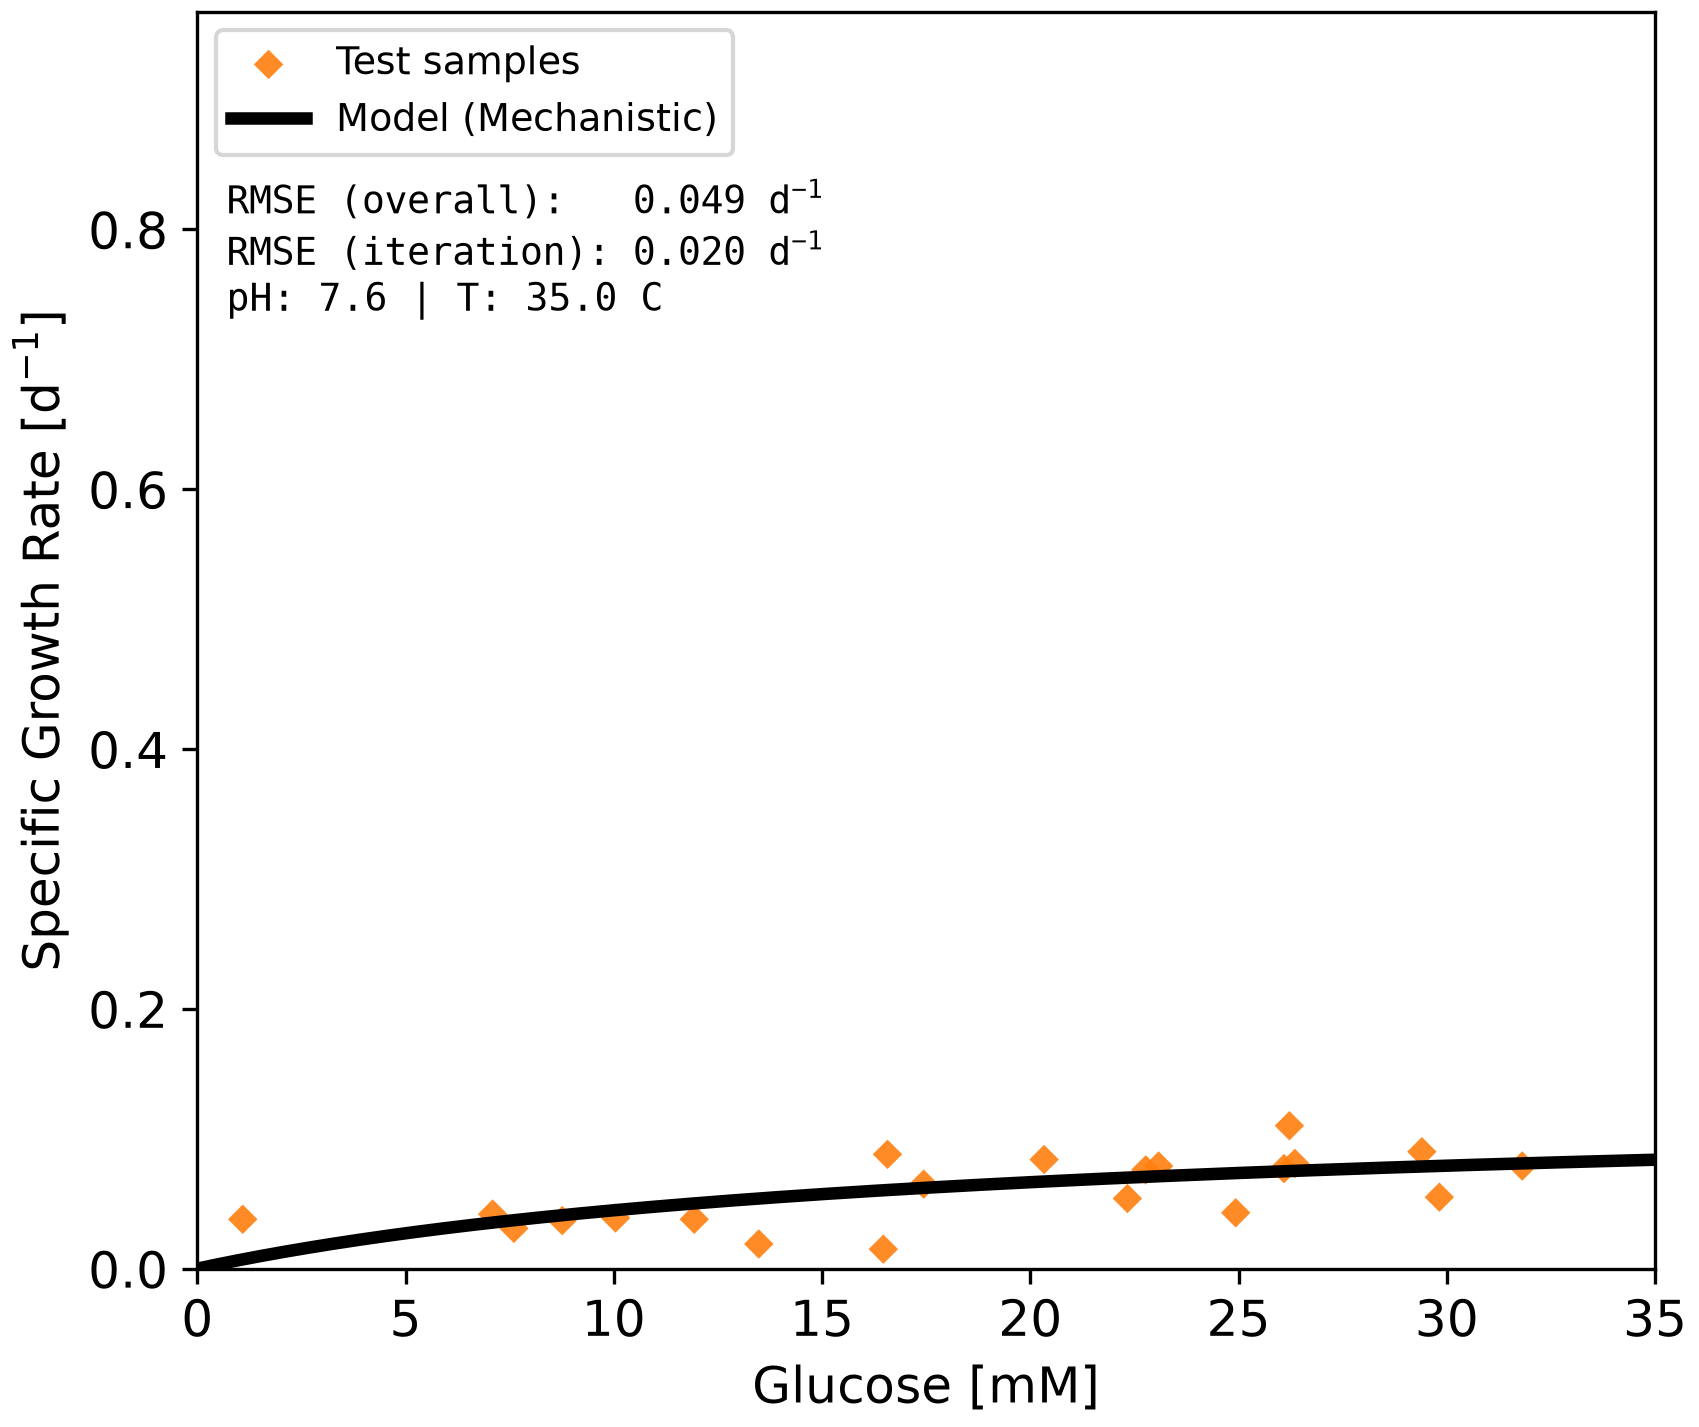 Test samples
Model (Mechanistic)
RMSE (overall):   0.049 d⁻¹
RMSE (iteration): 0.020 d⁻¹
pH: 7.6 | T: 35.0 C
Specific Growth Rate [d⁻¹]
0.8
0.6
0.4
0.2
0.0
0 5 10 15 20 25 30 35
Glucose [mM]